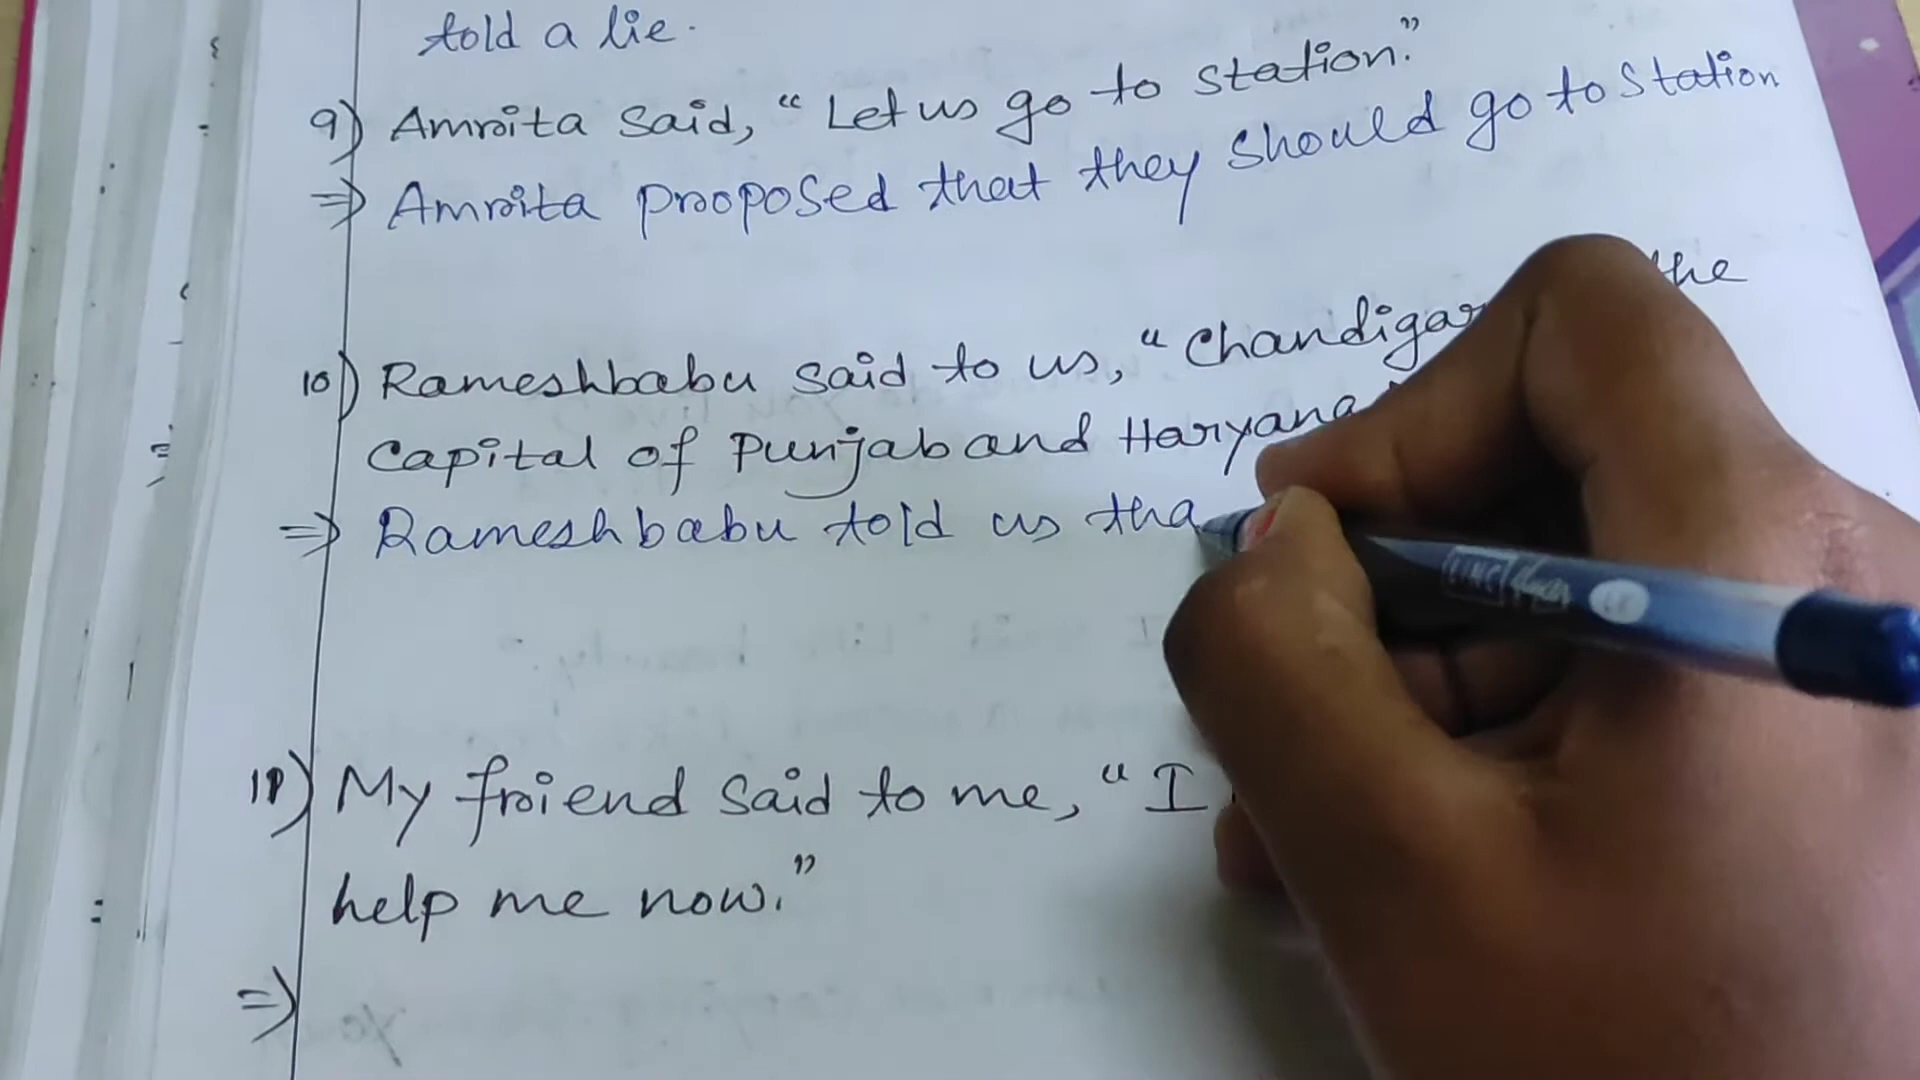 told a lie.
9) Amrita said, "Let us go to station."
⇒ Amrita proposed that they should go to station
10) Rameshbabu said to us, " the
Capital of Punjab and Haryana
⇒ Rameshbabu told us tha
11) My friend said to me, "I
help me now."
⇒
LINC